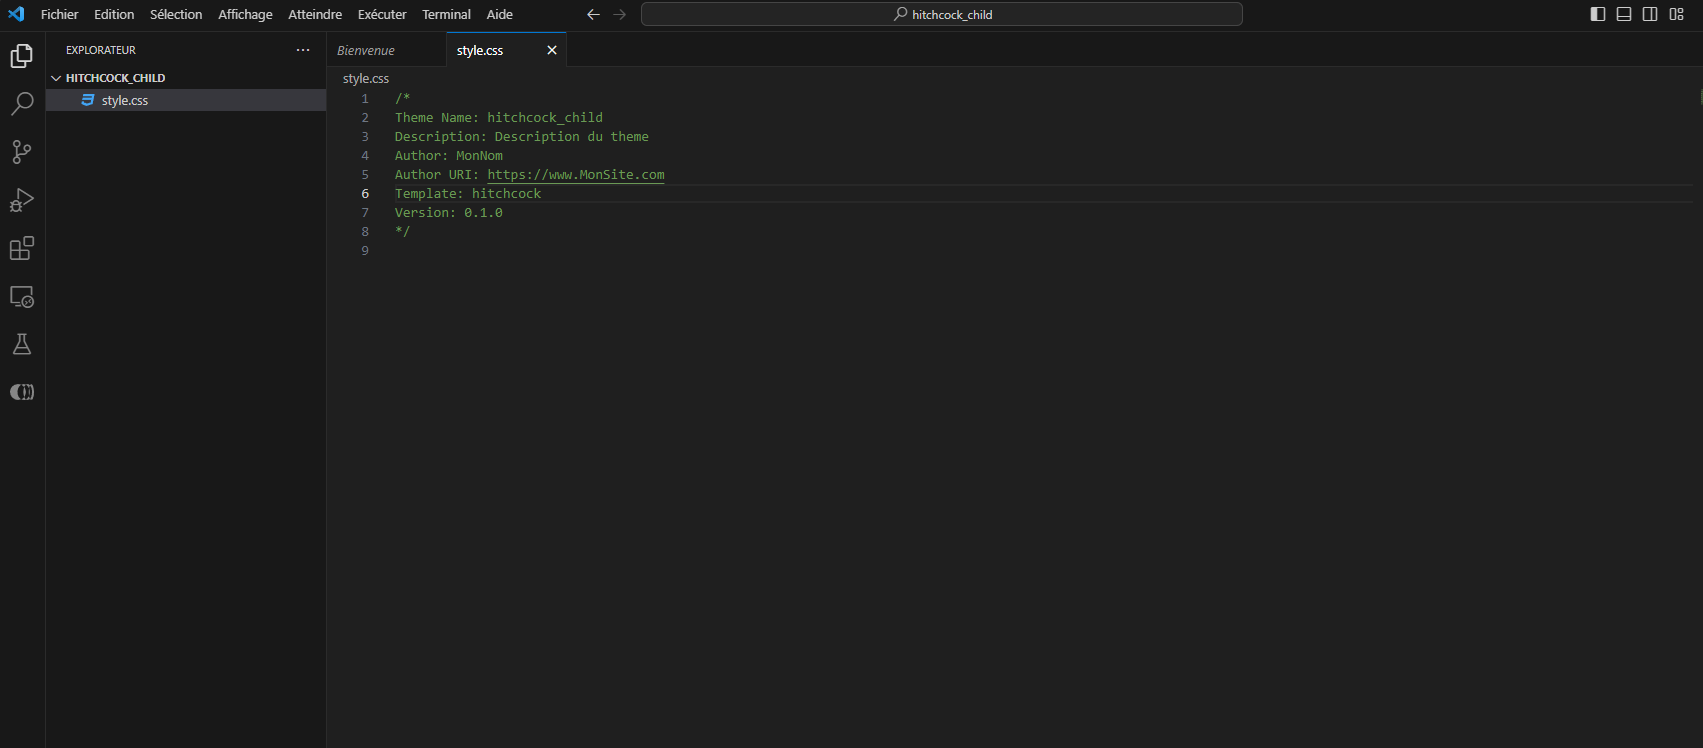 Fichier Edition Sélection Affichage Atteindre Exécuter Terminal Aide hitchcock_child
EXPLORATEUR
HITCHCOCK_CHILD
style.css
Bienvenue style.css
style.css
1 /*
2 Theme Name: hitchcock_child
3 Description: Description du theme
4 Author: MonNom
5 Author URI: https://www.MonSite.com
6 Template: hitchcock
7 Version: 0.1.0
8 */
9